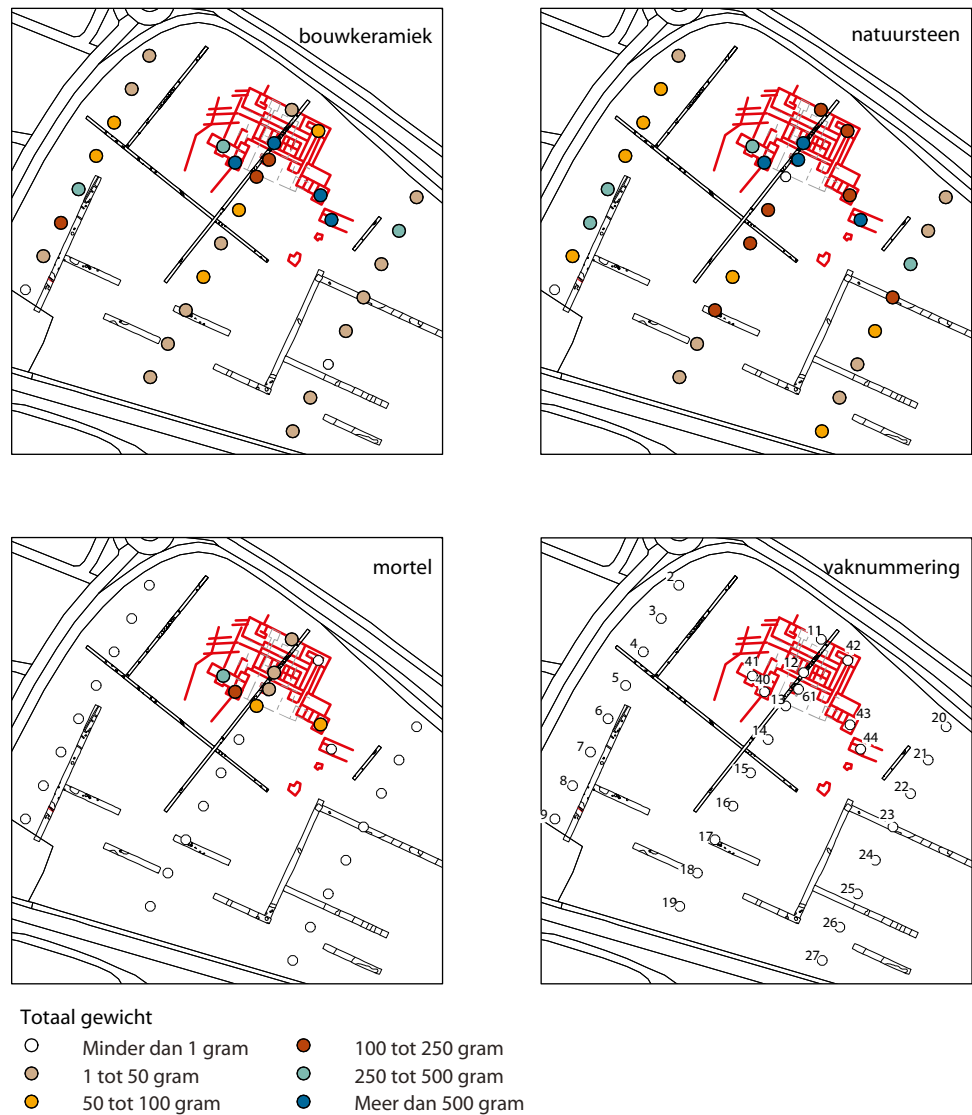 bouwkeramiek
natuursteen
mortel
vaknummering
2
3
4
11
42
41
12
5
40
61
13
6
43
20
14
44
7
21
15
8
22
16
9
23
17
24
18
25
19
26
27
Totaal gewicht
Minder dan 1 gram
100 tot 250 gram
1 tot 50 gram
250 tot 500 gram
50 tot 100 gram
Meer dan 500 gram